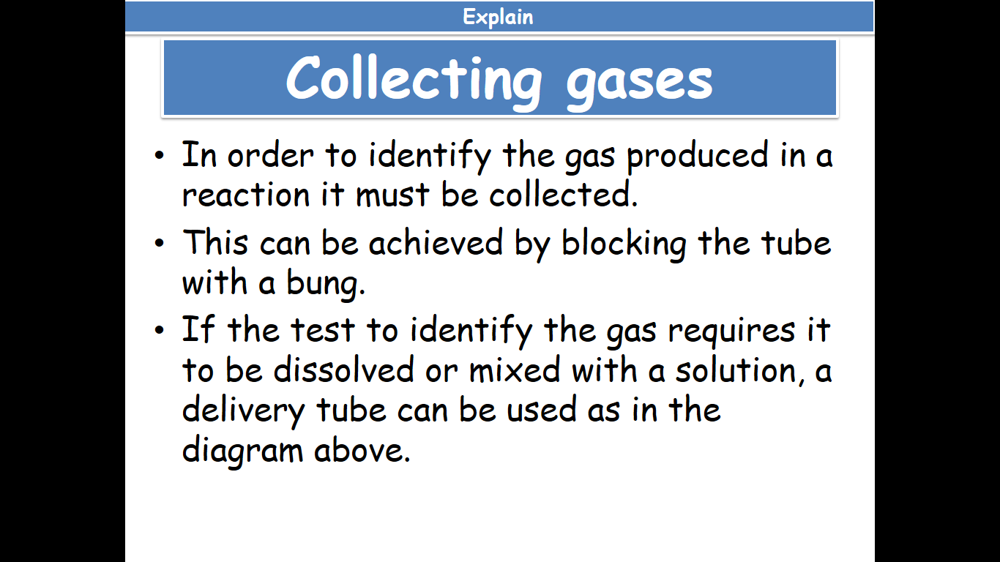 Explain
Collecting gases
• In order to identify the gas produced in a
reaction it must be collected.
• This can be achieved by blocking the tube
with a bung.
• If the test to identify the gas requires it
to be dissolved or mixed with a solution, a
delivery tube can be used as in the
diagram above.